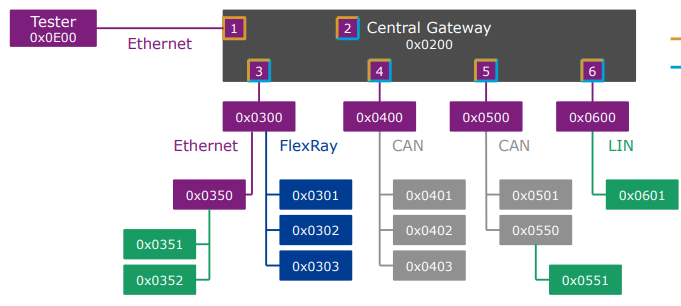 Tester
0x0E00
Ethernet
1
2
Central Gateway
0x0200
3
4
5
6
0x0300
0x0400
0x0500
0x0600
Ethernet
FlexRay
CAN
CAN
LIN
0x0350
0x0301
0x0401
0x0501
0x0601
0x0351
0x0302
0x0402
0x0550
0x0352
0x0303
0x0403
0x0551